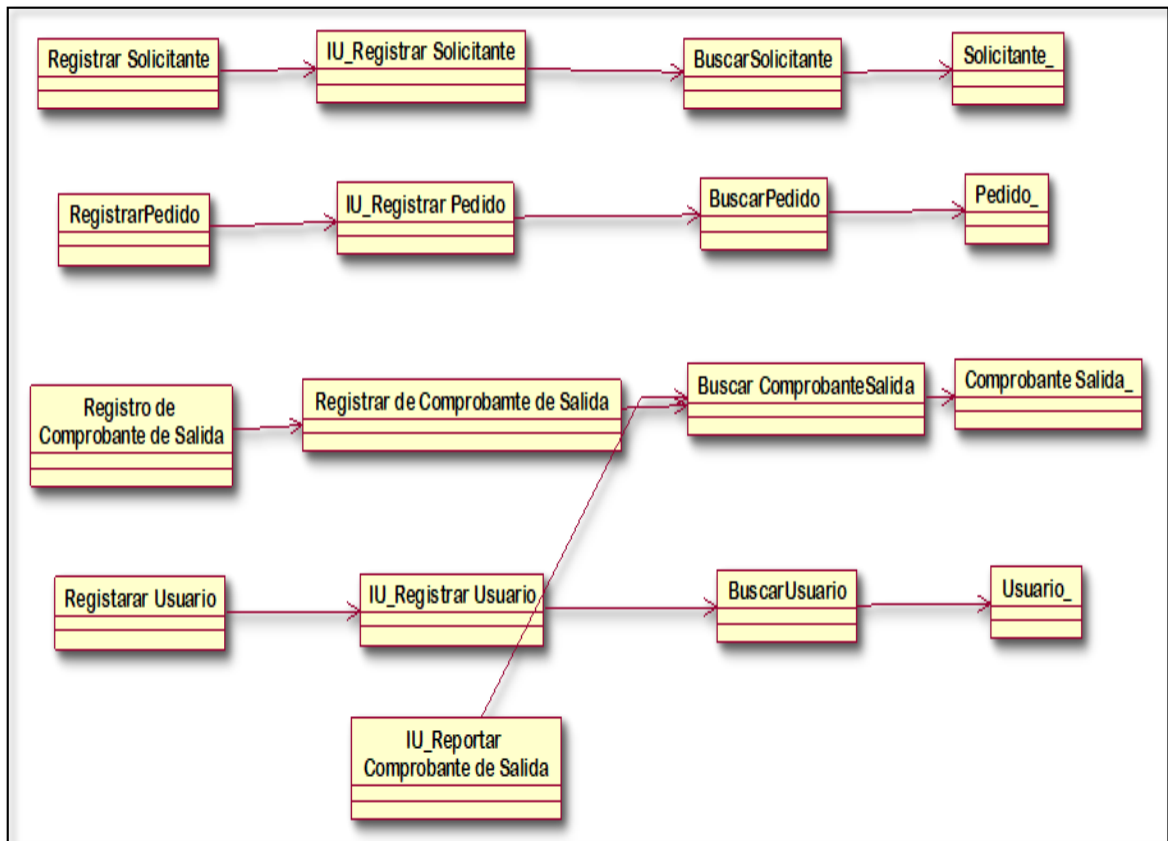 Registrar Solicitante
IU_Registrar Solicitante
BuscarSolicitante
Solicitante_
RegistrarPedido
IU_Registrar Pedido
BuscarPedido
Pedido_
Registro de
Comprobante de Salida
Registrar de Comprobamte de Salida
Buscar ComprobanteSalida
Comprobante Salida_
Registarar Usuario
IU_Registrar Usuario
BuscarUsuario
Usuario_
IU_Reportar
Comprobante de Salida